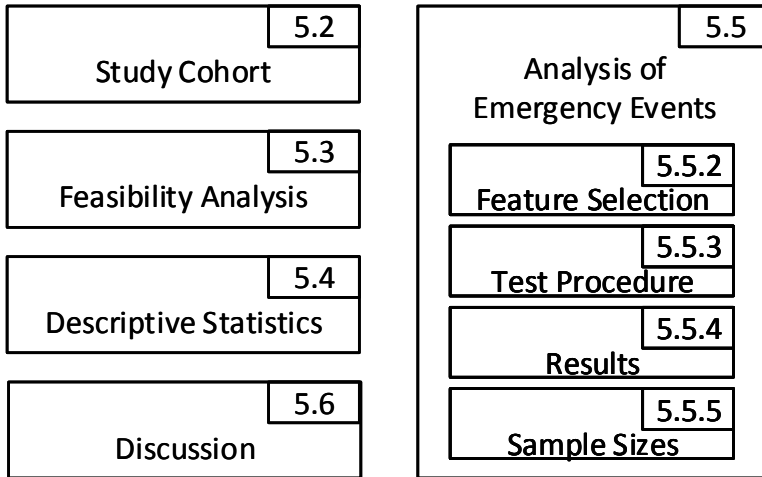 5.2
Study Cohort
5.3
Feasibility Analysis
5.4
Descriptive Statistics
5.6
Discussion
5.5
Analysis of
Emergency Events
5.5.2
Feature Selection
5.5.3
Test Procedure
5.5.4
Results
5.5.5
Sample Sizes